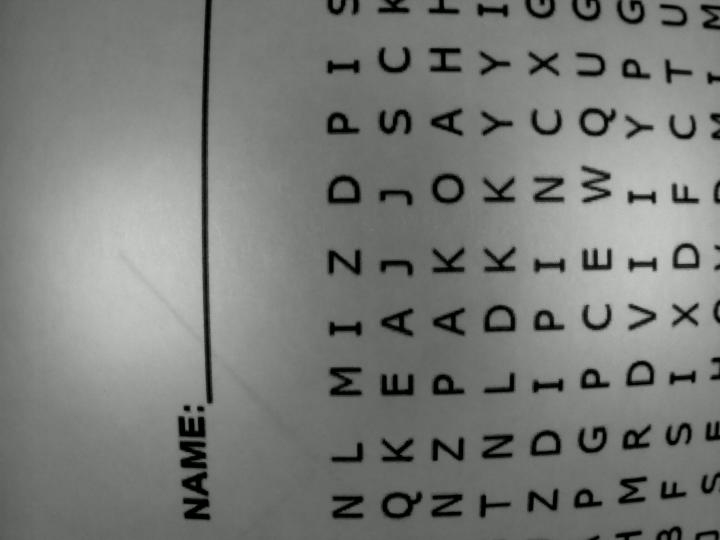 NAME:
N L M I Z D P I S
Q K E A J J S C K
N Z P A K O A H H
T N L D K K Y Y I
Z D I P I N C X G
P G P C E W Q U G
M R D V I I Y P G
F S I X D F C T U
S E H M I M